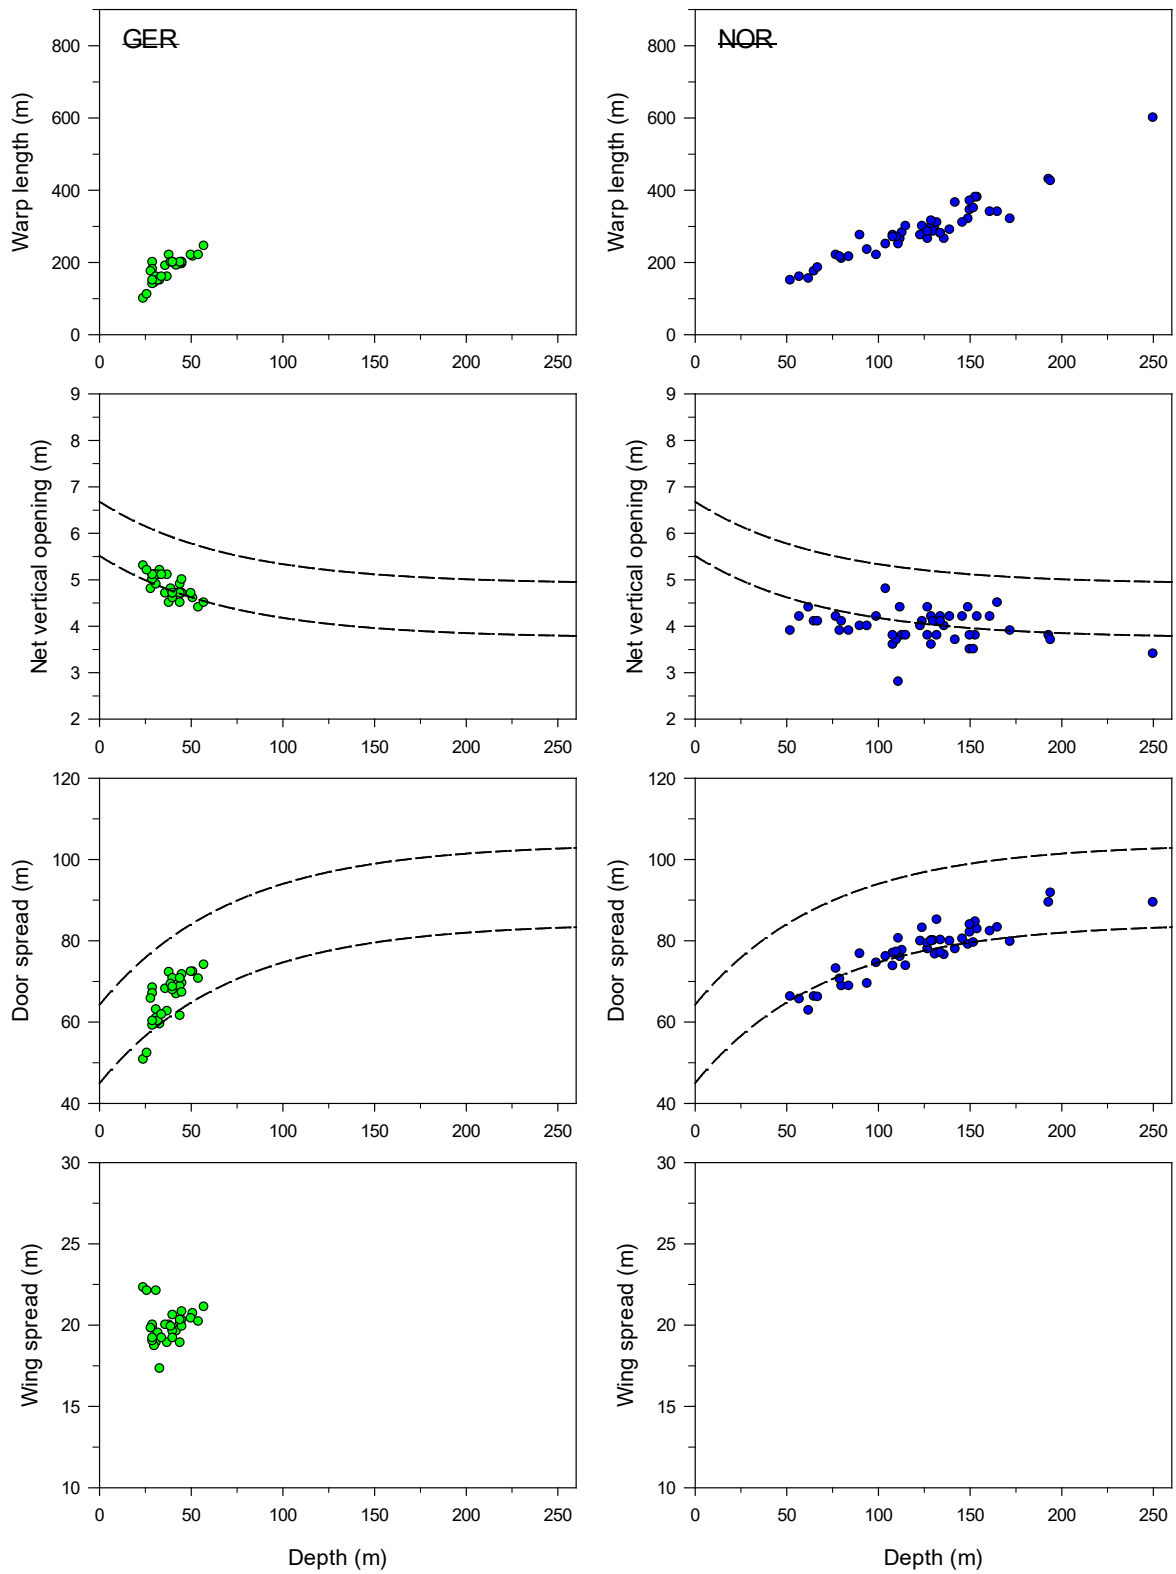 GER
Warp length (m)
800
600
400
200
0
0 50 100 150 200 250
NOR
Warp length (m)
800
600
400
200
0
0 50 100 150 200 250
Net vertical opening (m)
9
8
7
6
5
4
3
2
0 50 100 150 200 250
Net vertical opening (m)
9
8
7
6
5
4
3
2
0 50 100 150 200 250
Door spread (m)
120
100
80
60
40
0 50 100 150 200 250
Door spread (m)
120
100
80
60
40
0 50 100 150 200 250
Wing spread (m)
30
25
20
15
10
0 50 100 150 200 250
Depth (m)
Wing spread (m)
30
25
20
15
10
0 50 100 150 200 250
Depth (m)